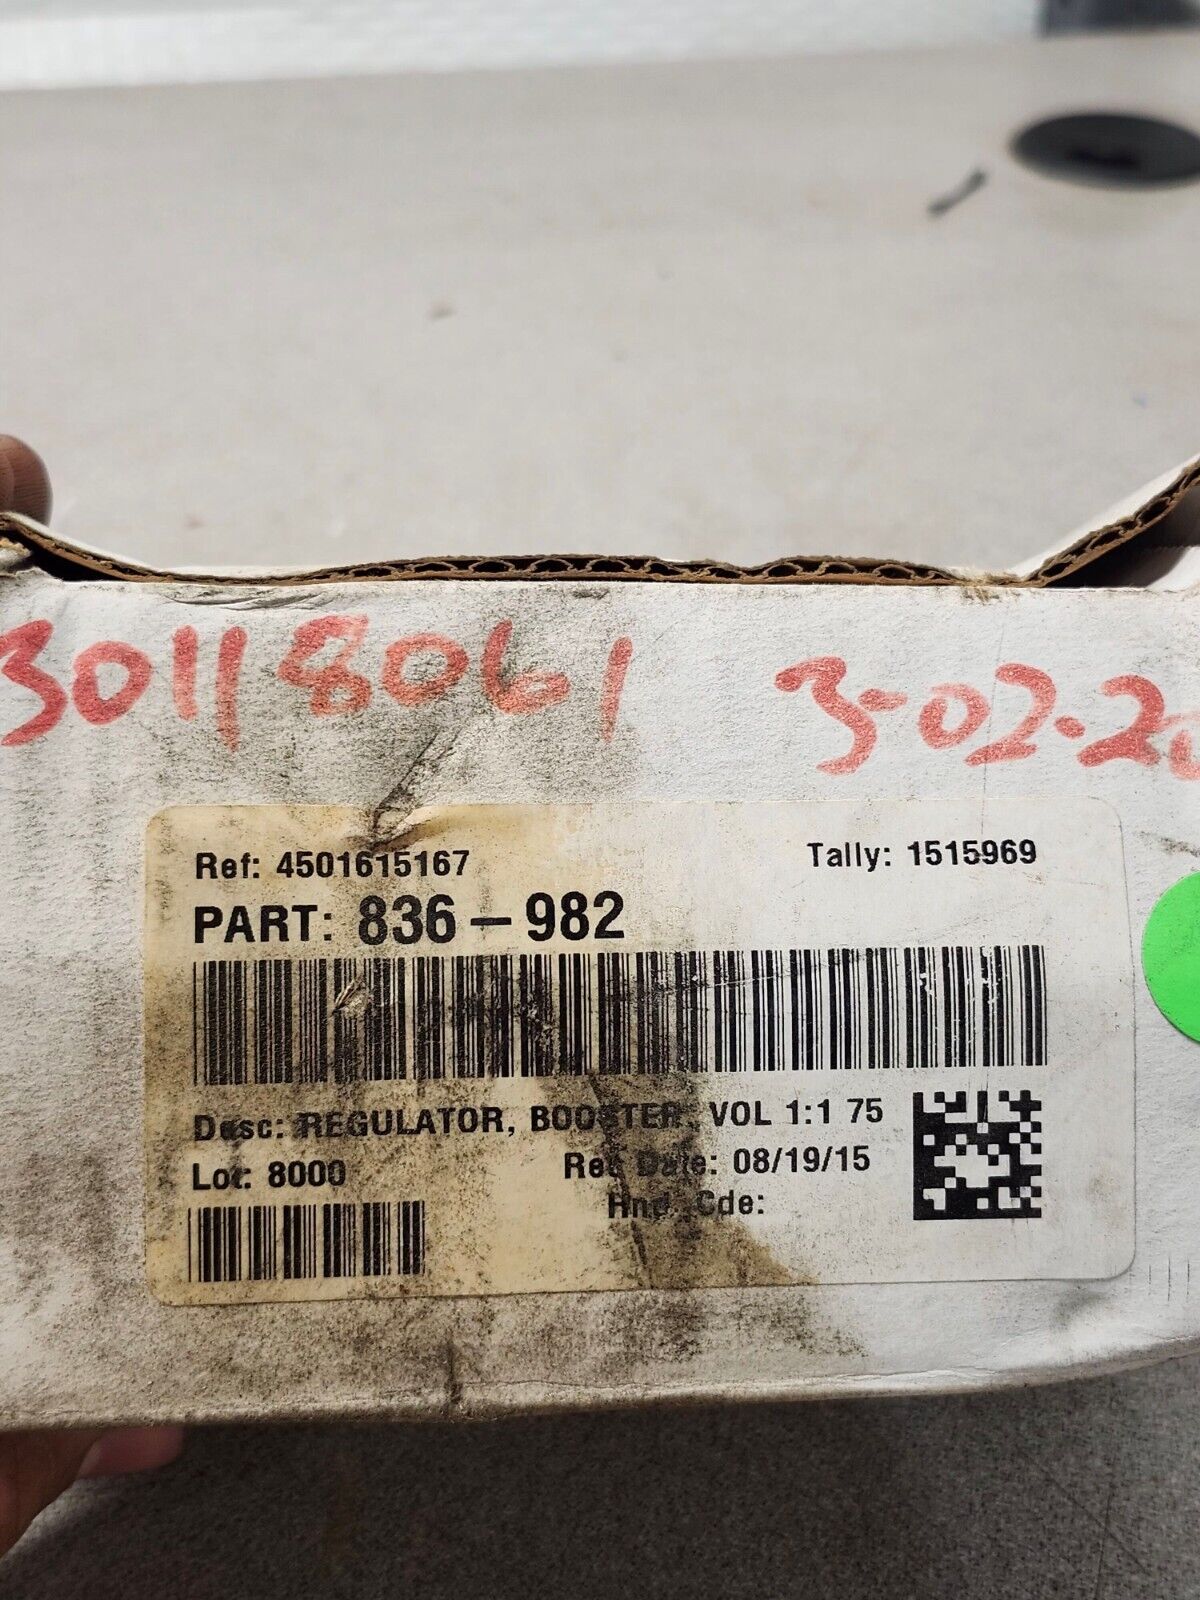 30118061 3-02-20
Ref: 4501615167 Tally: 1515969
PART: 836-982
Desc: REGULATOR, BOOSTER, VOL 1:1 75
Lot: 8000 Rec Date: 08/19/15
Hnd Cde: